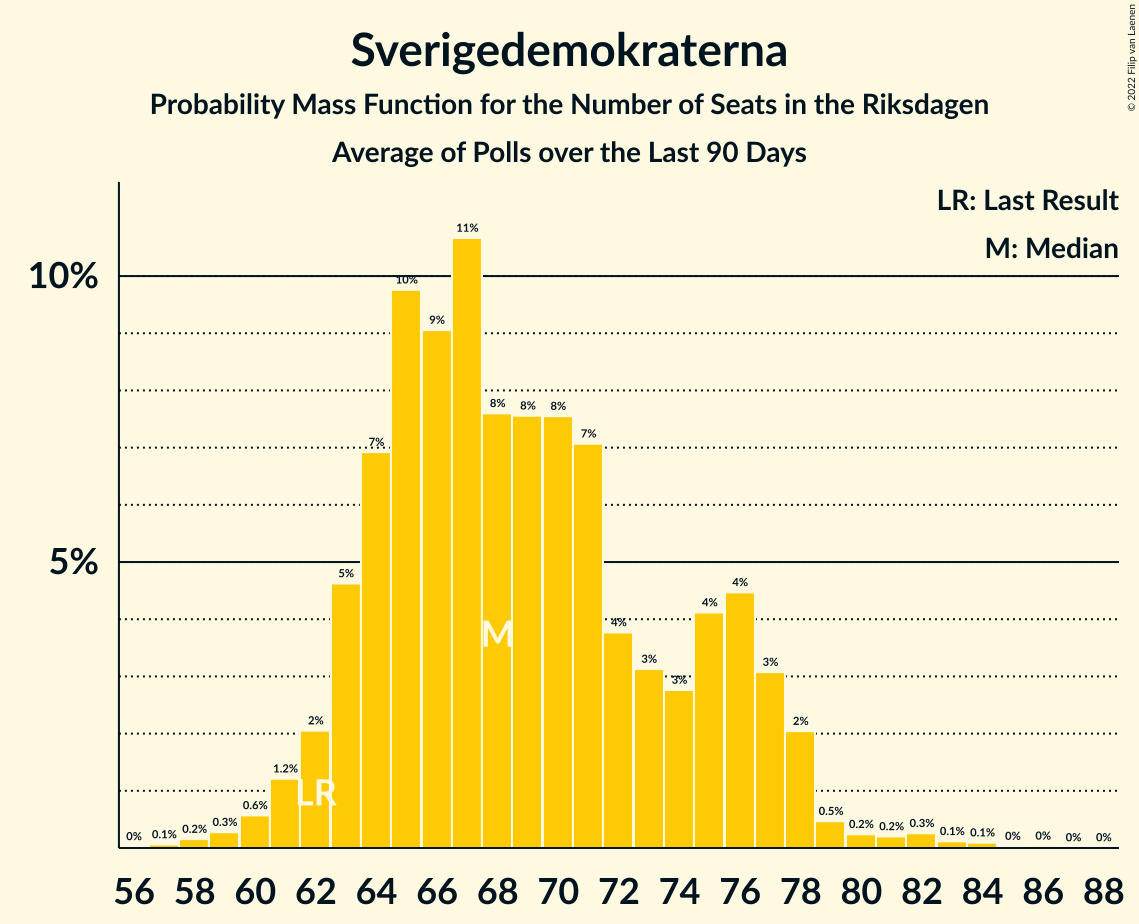 Sverigedemokraterna
Probability Mass Function for the Number of Seats in the Riksdagen
Average of Polls over the Last 90 Days
© 2022 Filip van Laenen
LR: Last Result
M: Median
10%
5%
0% 0.1% 0.2% 0.3% 0.6% 1.2% 2% 5% 7% 10% 9% 11% 8% 8% 8% 7% 4% 3% 3% 4% 4% 3% 2% 0.5% 0.2% 0.2% 0.3% 0.1% 0.1% 0% 0% 0% 0%
M
LR
56 58 60 62 64 66 68 70 72 74 76 78 80 82 84 86 88